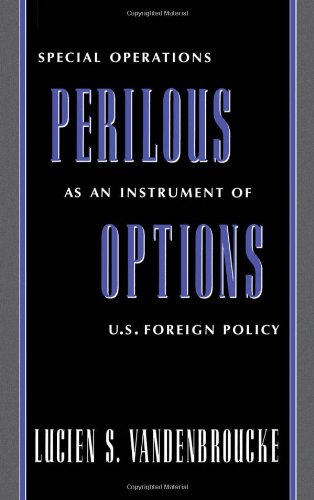 SPECIAL OPERATIONS
PERILOUS
AS AN INSTRUMENT OF
OPTIONS
U.S. FOREIGN POLICY
LUCIEN S. VANDENBROUCKE